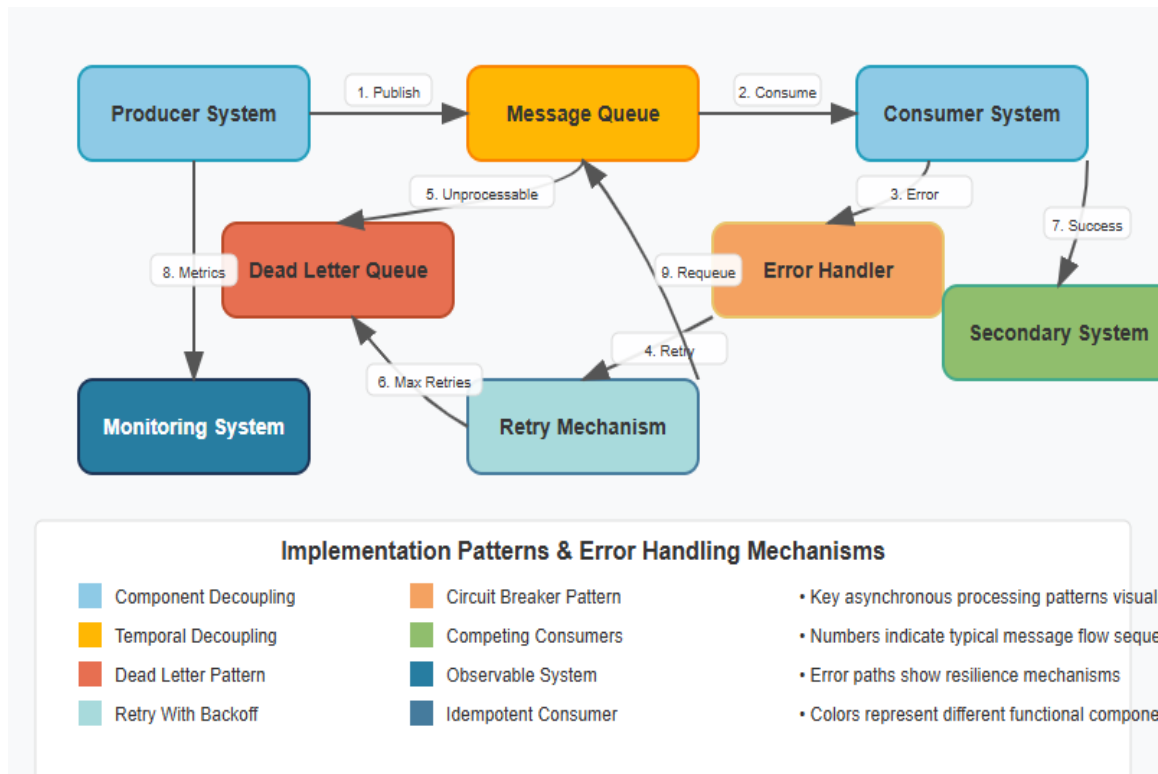 1. Publish
2. Consume
Producer System
Message Queue
Consumer System
5. Unprocessable
3. Error
7. Success
8. Metrics
Dead Letter Queue
9. Requeue
Error Handler
Secondary System
4. Retry
6. Max Retries
Monitoring System
Retry Mechanism
Implementation Patterns & Error Handling Mechanisms
Component Decoupling
Temporal Decoupling
Dead Letter Pattern
Retry With Backoff
Circuit Breaker Pattern
Competing Consumers
Observable System
Idempotent Consumer
• Key asynchronous processing patterns visual
• Numbers indicate typical message flow seque
• Error paths show resilience mechanisms
• Colors represent different functional compone